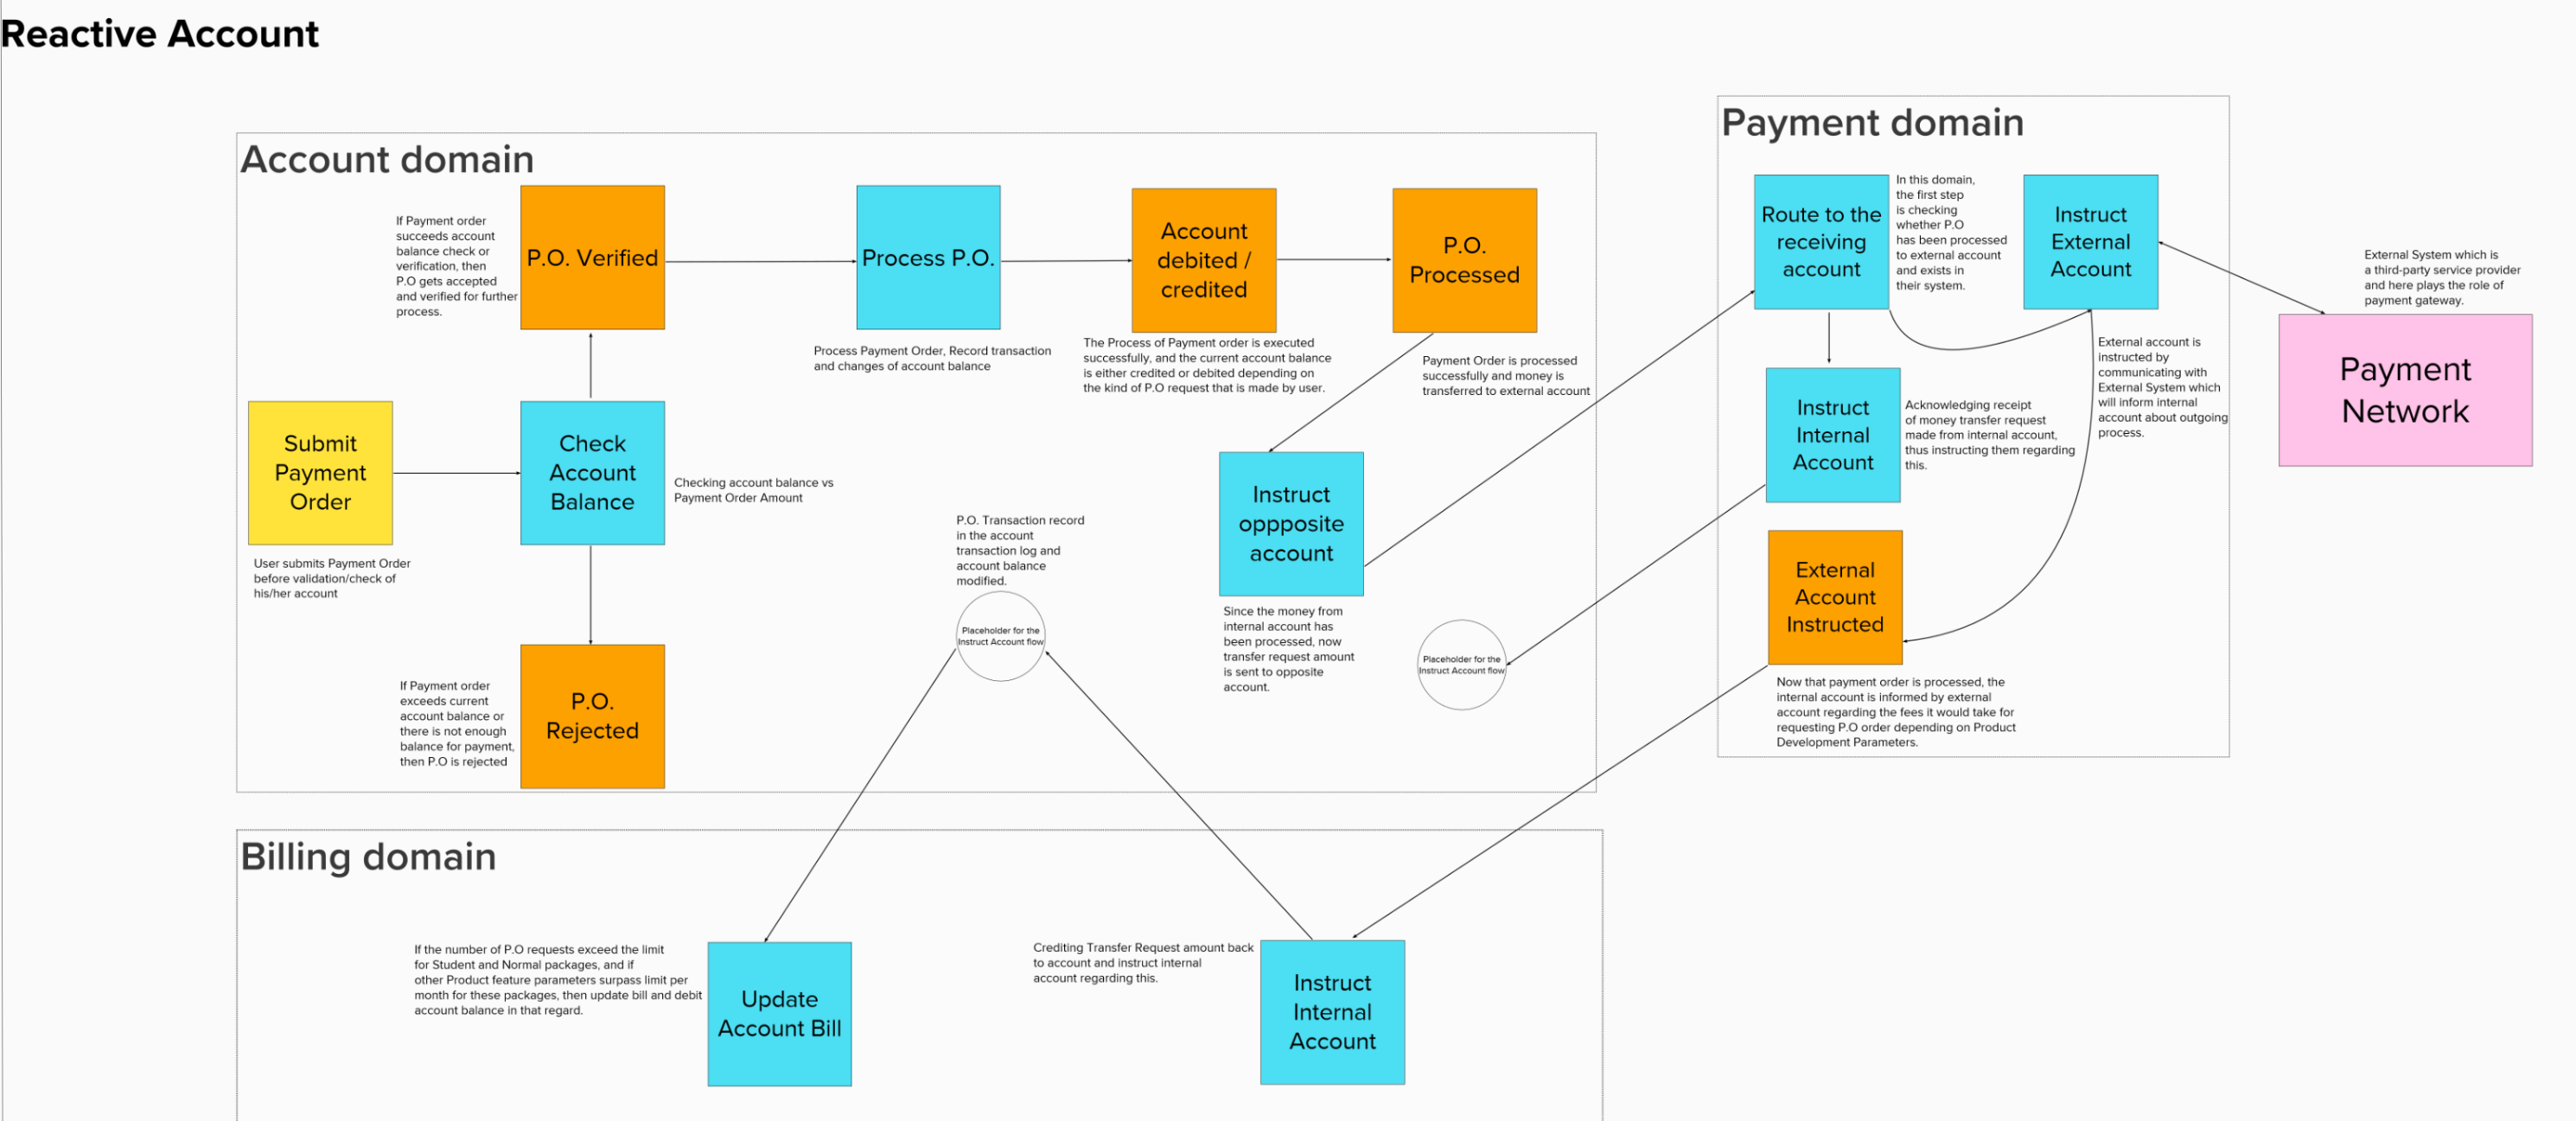 Reactive Account
Account domain
If Payment order
succeeds account
balance check or
verification, then
P.O gets accepted
and verified for further
process.
P.O. Verified
Process P.O.
Process Payment Order, Record transaction
and changes of account balance
Account
debited /
credited
The Process of Payment order is executed
successfully, and the current account balance
is either credited or debited depending on
the kind of P.O request that is made by user.
P.O.
Processed
Payment Order is processed
successfully and money is
transferred to external account
Submit
Payment
Order
User submits Payment Order
before validation/check of
his/her account
Check
Account
Balance
Checking account balance vs
Payment Order Amount
If Payment order
exceeds current
account balance or
there is not enough
balance for payment,
then P.O is rejected
P.O.
Rejected
P.O. Transaction record
in the account
transaction log and
account balance
modified.
Placeholder for the
Instruct Account flow
Instruct
oppposite
account
Since the money from
internal account has
been processed, now
transfer request amount
is sent to opposite
account.
Placeholder for the
Instruct Account flow
Payment domain
Route to the
receiving
account
In this domain,
the first step
is checking
whether P.O
has been processed
to external account
and exists in
their system.
Instruct
External
Account
External account is
instructed by
communicating with
External System which
will inform internal
account about outgoing
process.
Instruct
Internal
Account
Acknowledging receipt
of money transfer request
made from internal account,
thus instructing them regarding
this.
External
Account
Instructed
Now that payment order is processed, the
internal account is informed by external
account regarding the fees it would take for
requesting P.O order depending on Product
Development Parameters.
External System which is
a third-party service provider
and here plays the role of
payment gateway.
Payment
Network
Billing domain
If the number of P.O requests exceed the limit
for Student and Normal packages, and if
other Product feature parameters surpass limit per
month for these packages, then update bill and debit
account balance in that regard.
Update
Account Bill
Crediting Transfer Request amount back
to account and instruct internal
account regarding this.
Instruct
Internal
Account